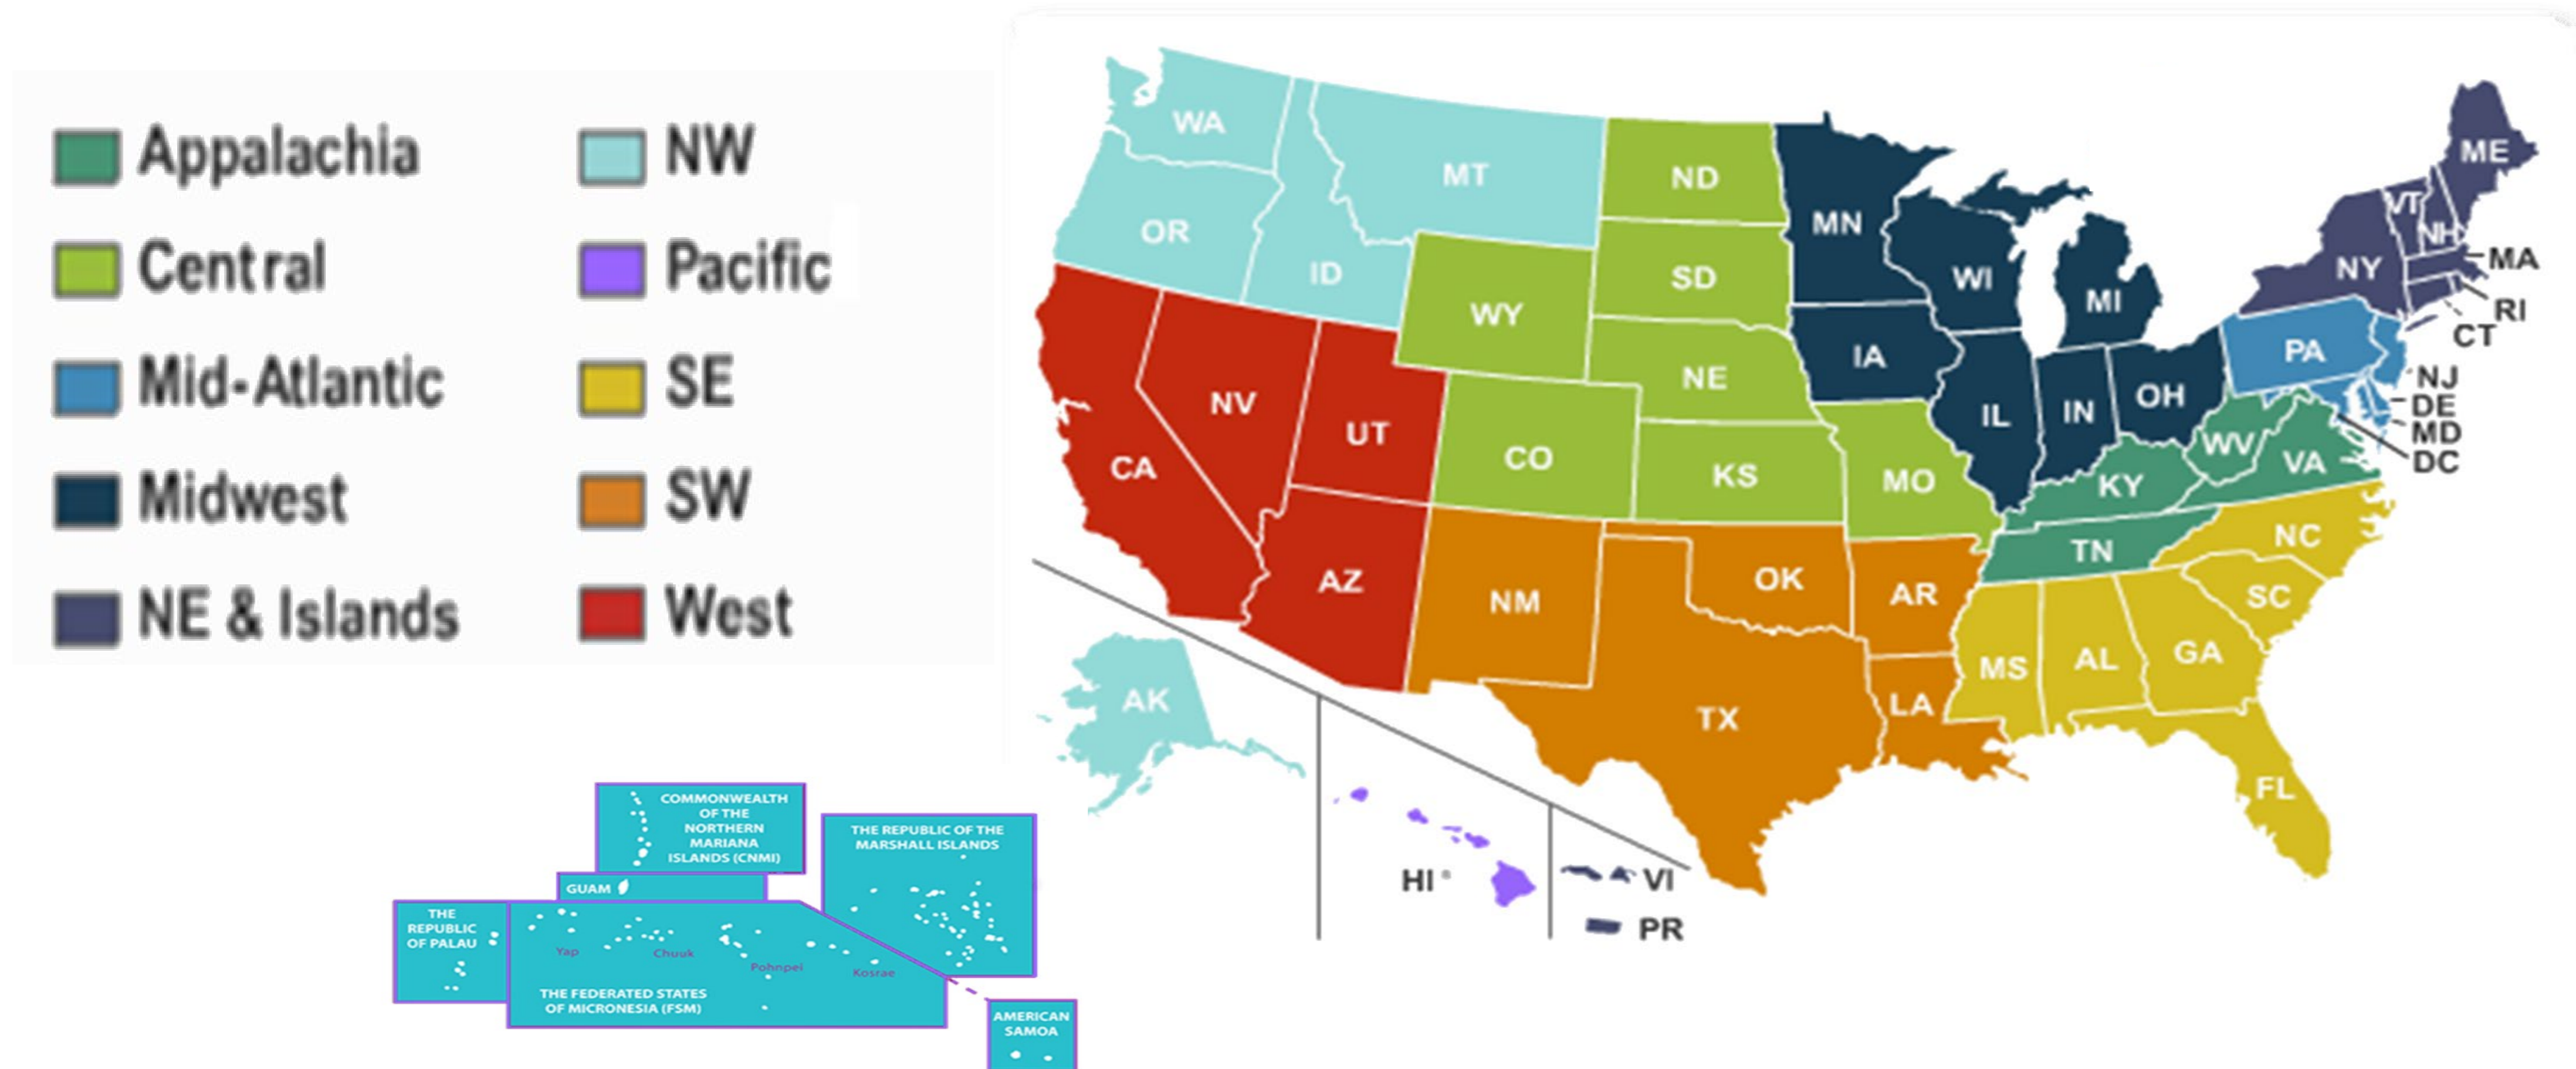 Appalachia
Central
Mid-Atlantic
Midwest
NE & Islands
NW
Pacific
SE
SW
West
WA
OR
ID
MT
WY
ND
SD
NE
KS
CO
MO
CA
NV
UT
AZ
NM
OK
TX
AR
LA
MN
WI
MI
IA
IL
IN
OH
KY
WV
VA
TN
NC
SC
MS
AL
GA
FL
PA
NY
VT
NH
ME
MA
RI
CT
NJ
DE
MD
DC
AK
HI
VI
PR
COMMONWEALTH
OF THE
NORTHERN
MARIANA
ISLANDS (CNMI)
THE REPUBLIC OF THE
MARSHALL ISLANDS
GUAM
THE
REPUBLIC
OF PALAU
Yap
Chuuk
Pohnpei
Kosrae
THE FEDERATED STATES
OF MICRONESIA (FSM)
AMERICAN
SAMOA